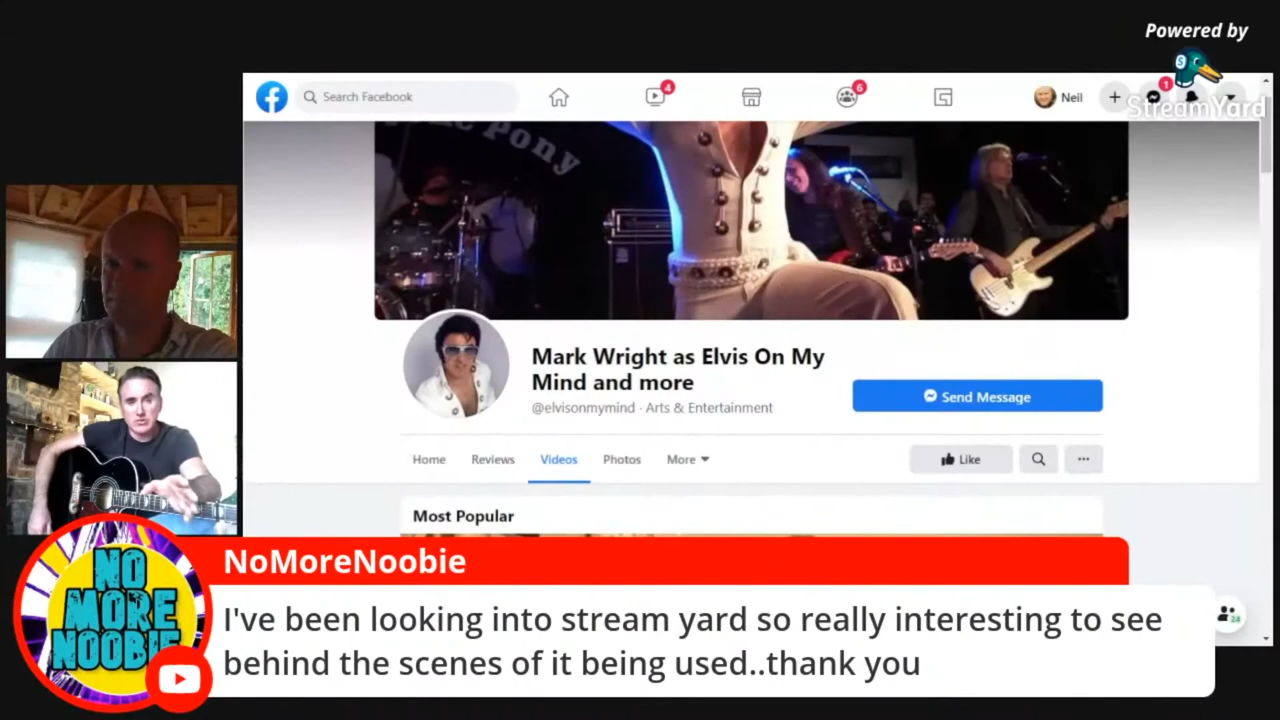 Powered by
StreamYard
Search Facebook
4
6
Neil
1
Pony
Mark Wright as Elvis On My
Mind and more
@elvisonmymind · Arts & Entertainment
Send Message
Home
Reviews
Videos
Photos
More
Like
Most Popular
NoMoreNoobie
NO
MORE
NOOBIE
I've been looking into stream yard so really interesting to see
behind the scenes of it being used..thank you
24